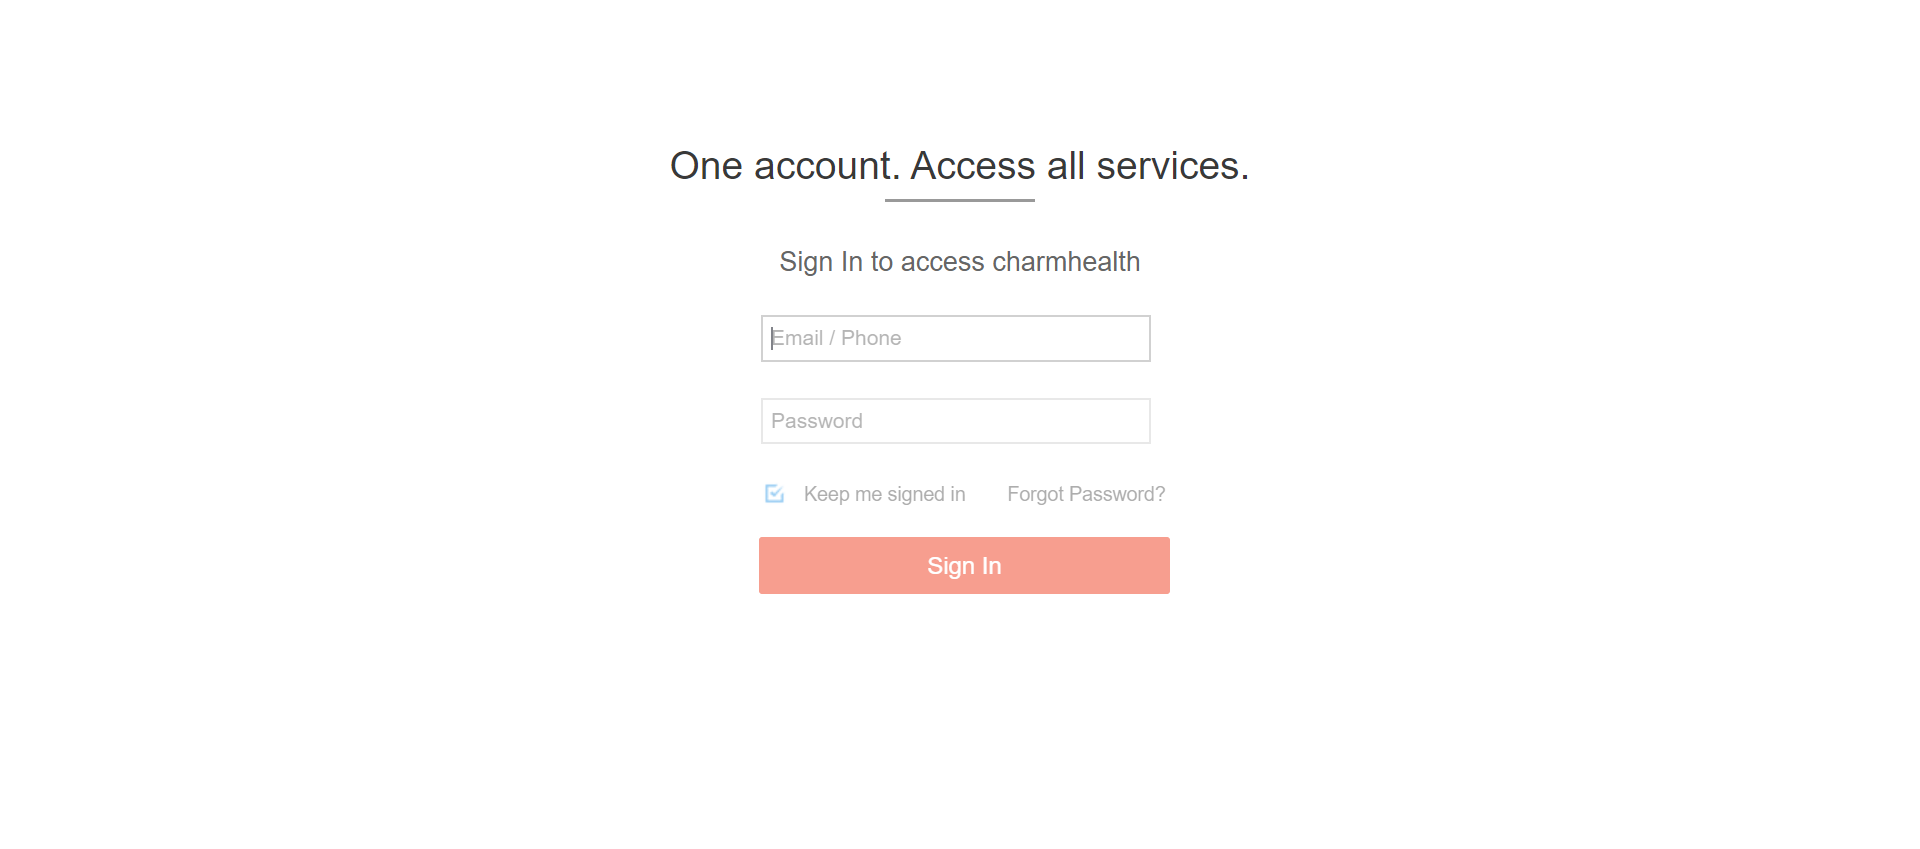 One account. Access all services.
Sign In to access charmhealth
Email / Phone
Password
Keep me signed in Forgot Password?
Sign In